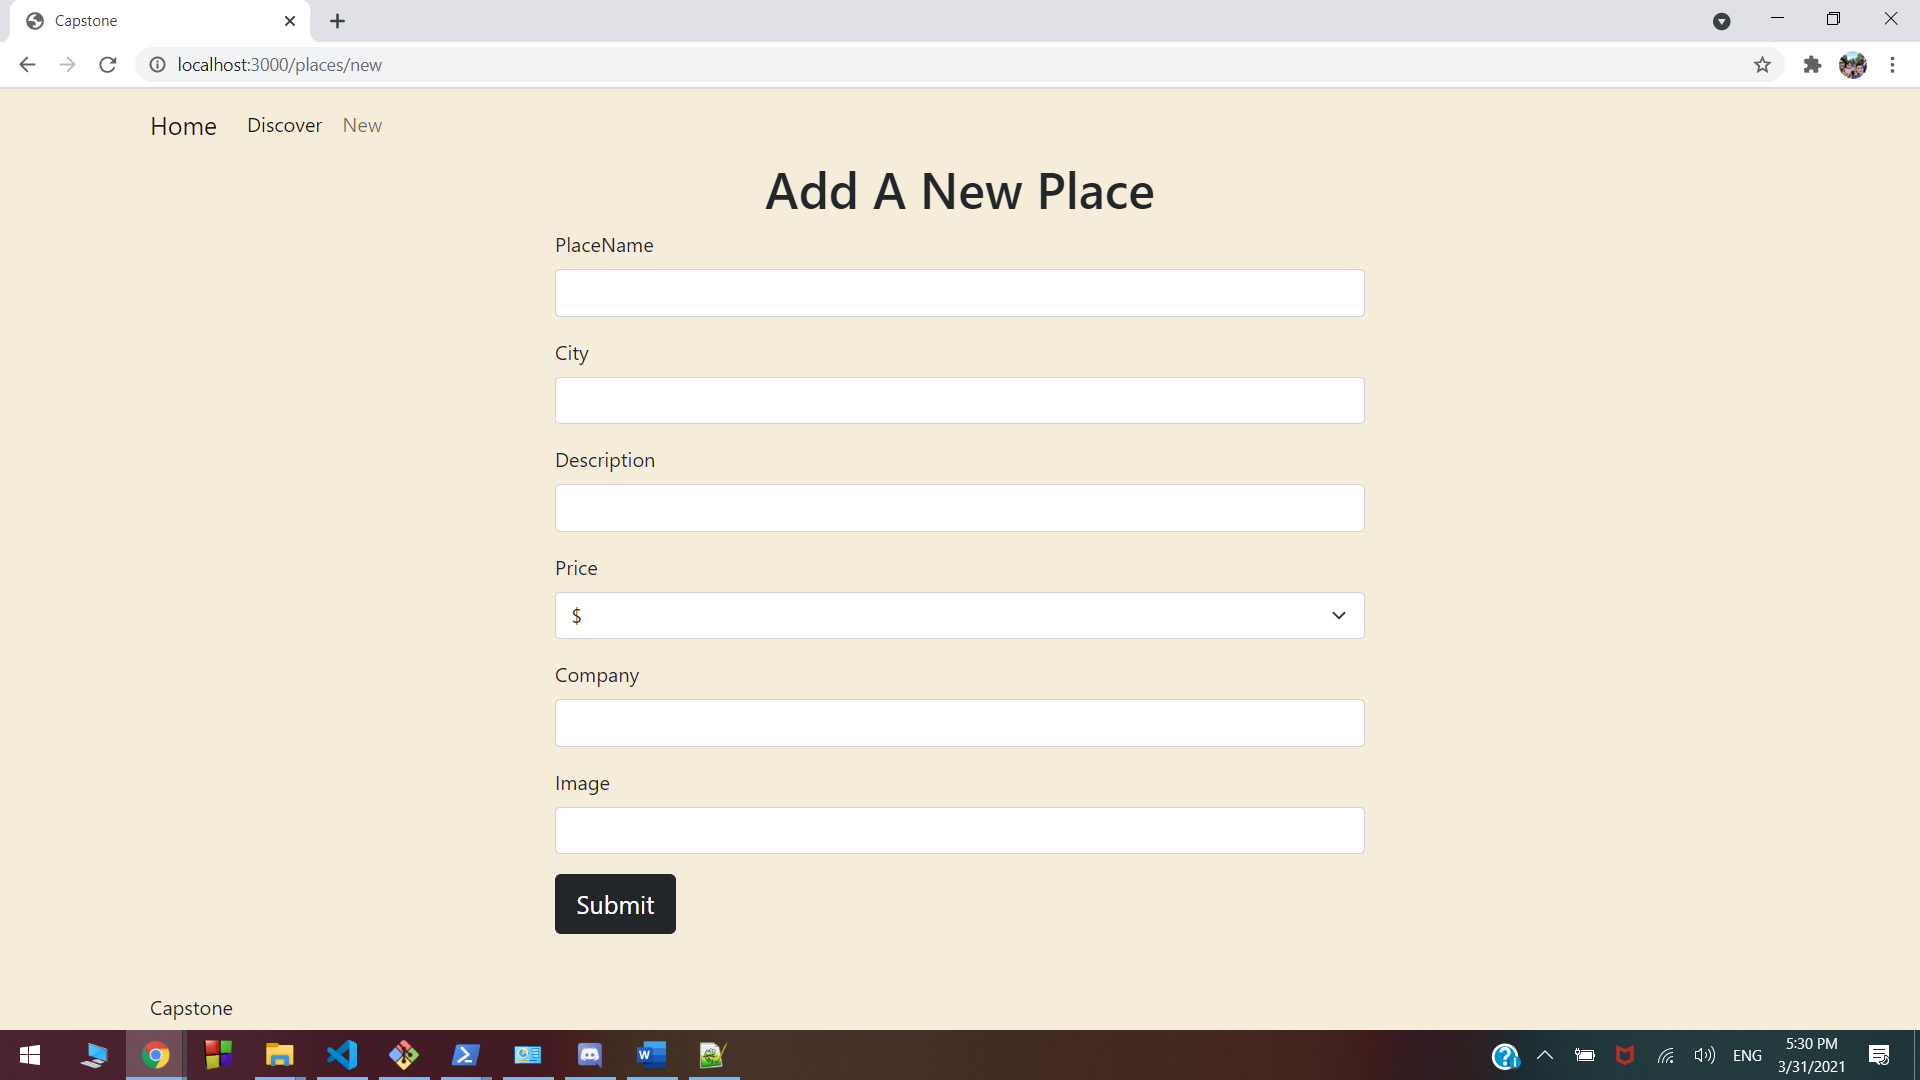 Capstone
localhost:3000/places/new
Home Discover New
Add A New Place
PlaceName
City
Description
Price
$
Company
Image
Submit
Capstone
ENG
5:30 PM
3/31/2021